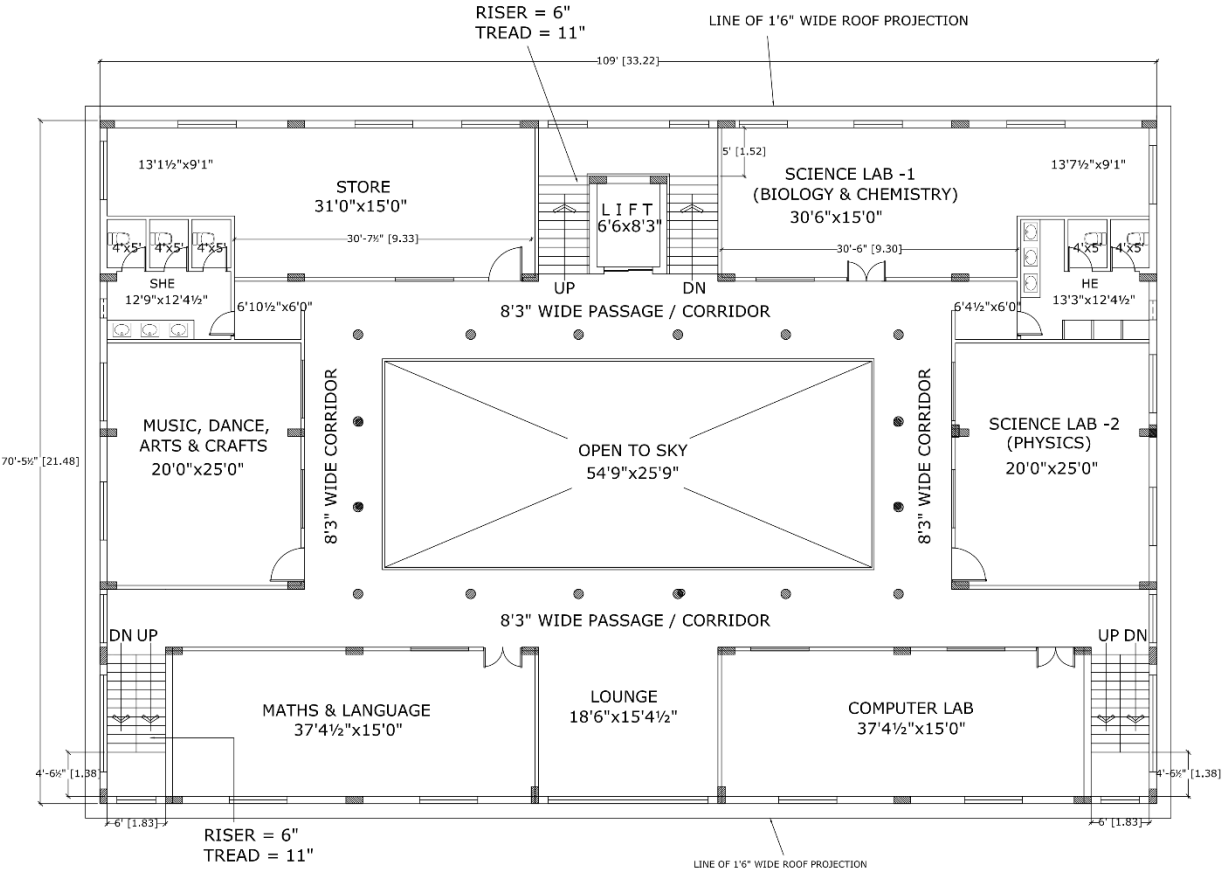 RISER = 6"
TREAD = 11"
LINE OF 1'6" WIDE ROOF PROJECTION
109' [33.22]
13'1½"x9'1"
STORE
31'0"x15'0"
30'-7½" [9.33]
4'x5'
4'x5'
4'x5'
SHE
12'9"x12'4½"
6'10½"x6'0"
LIFT
6'6x8'3"
UP
DN
5' [1.52]
SCIENCE LAB -1
(BIOLOGY & CHEMISTRY)
30'6"x15'0"
30'-6" [9.30]
13'7½"x9'1"
4'x5'
4'x5'
HE
13'3"x12'4½"
6'4½"x6'0"
8'3" WIDE PASSAGE / CORRIDOR
70'-5½" [21.48]
MUSIC, DANCE,
ARTS & CRAFTS
20'0"x25'0"
8'3" WIDE CORRIDOR
OPEN TO SKY
54'9"x25'9"
8'3" WIDE CORRIDOR
SCIENCE LAB -2
(PHYSICS)
20'0"x25'0"
8'3" WIDE PASSAGE / CORRIDOR
DN UP
MATHS & LANGUAGE
37'4½"x15'0"
LOUNGE
18'6"x15'4½"
COMPUTER LAB
37'4½"x15'0"
UP DN
4'-6½" [1.38]
4'-6½" [1.38]
6' [1.83]
6' [1.83]
RISER = 6"
TREAD = 11"
LINE OF 1'6" WIDE ROOF PROJECTION